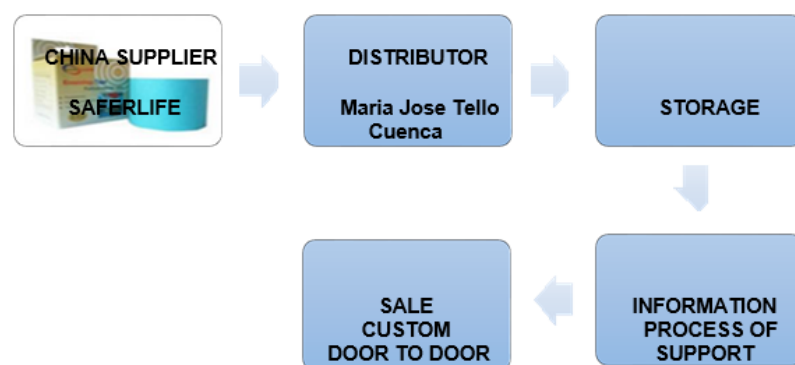 CHINA SUPPLIER
SAFERLIFE
DISTRIBUTOR
Maria Jose Tello
Cuenca
STORAGE
INFORMATION
PROCESS OF
SUPPORT
SALE
CUSTOM
DOOR TO DOOR